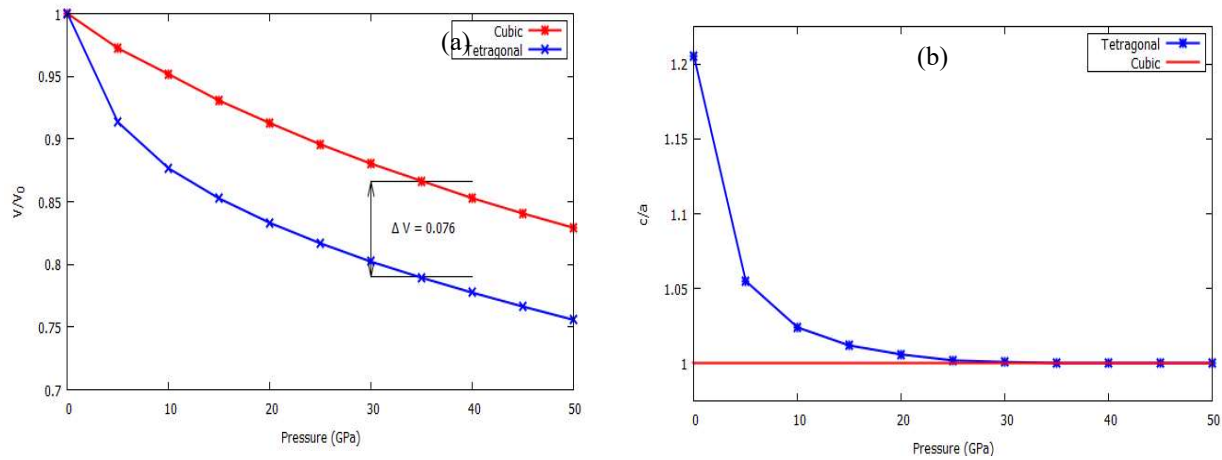 (a)
Cubic
Tetragonal
1
0.95
0.9
0.85
0.8
0.75
0.7
V/V₀
Δ V = 0.076
0 10 20 30 40 50
Pressure (GPa)
(b)
Tetragonal
Cubic
1.2
1.15
1.1
1.05
1
c/a
0 10 20 30 40 50
Pressure (GPa)